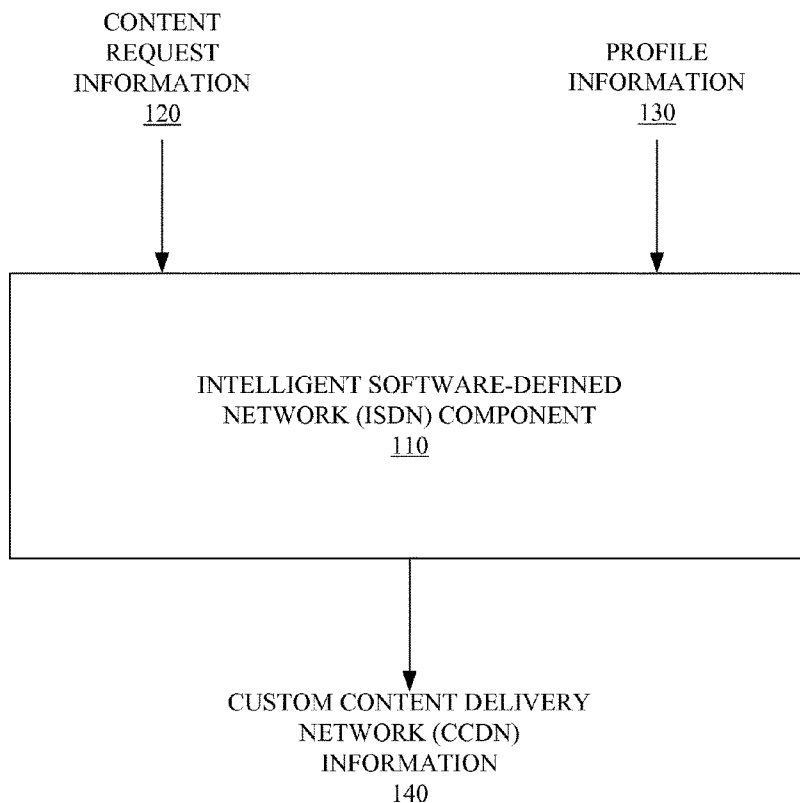 CONTENT
REQUEST
INFORMATION
120
PROFILE
INFORMATION
130
INTELLIGENT SOFTWARE-DEFINED
NETWORK (ISDN) COMPONENT
110
CUSTOM CONTENT DELIVERY
NETWORK (CCDN)
INFORMATION
140